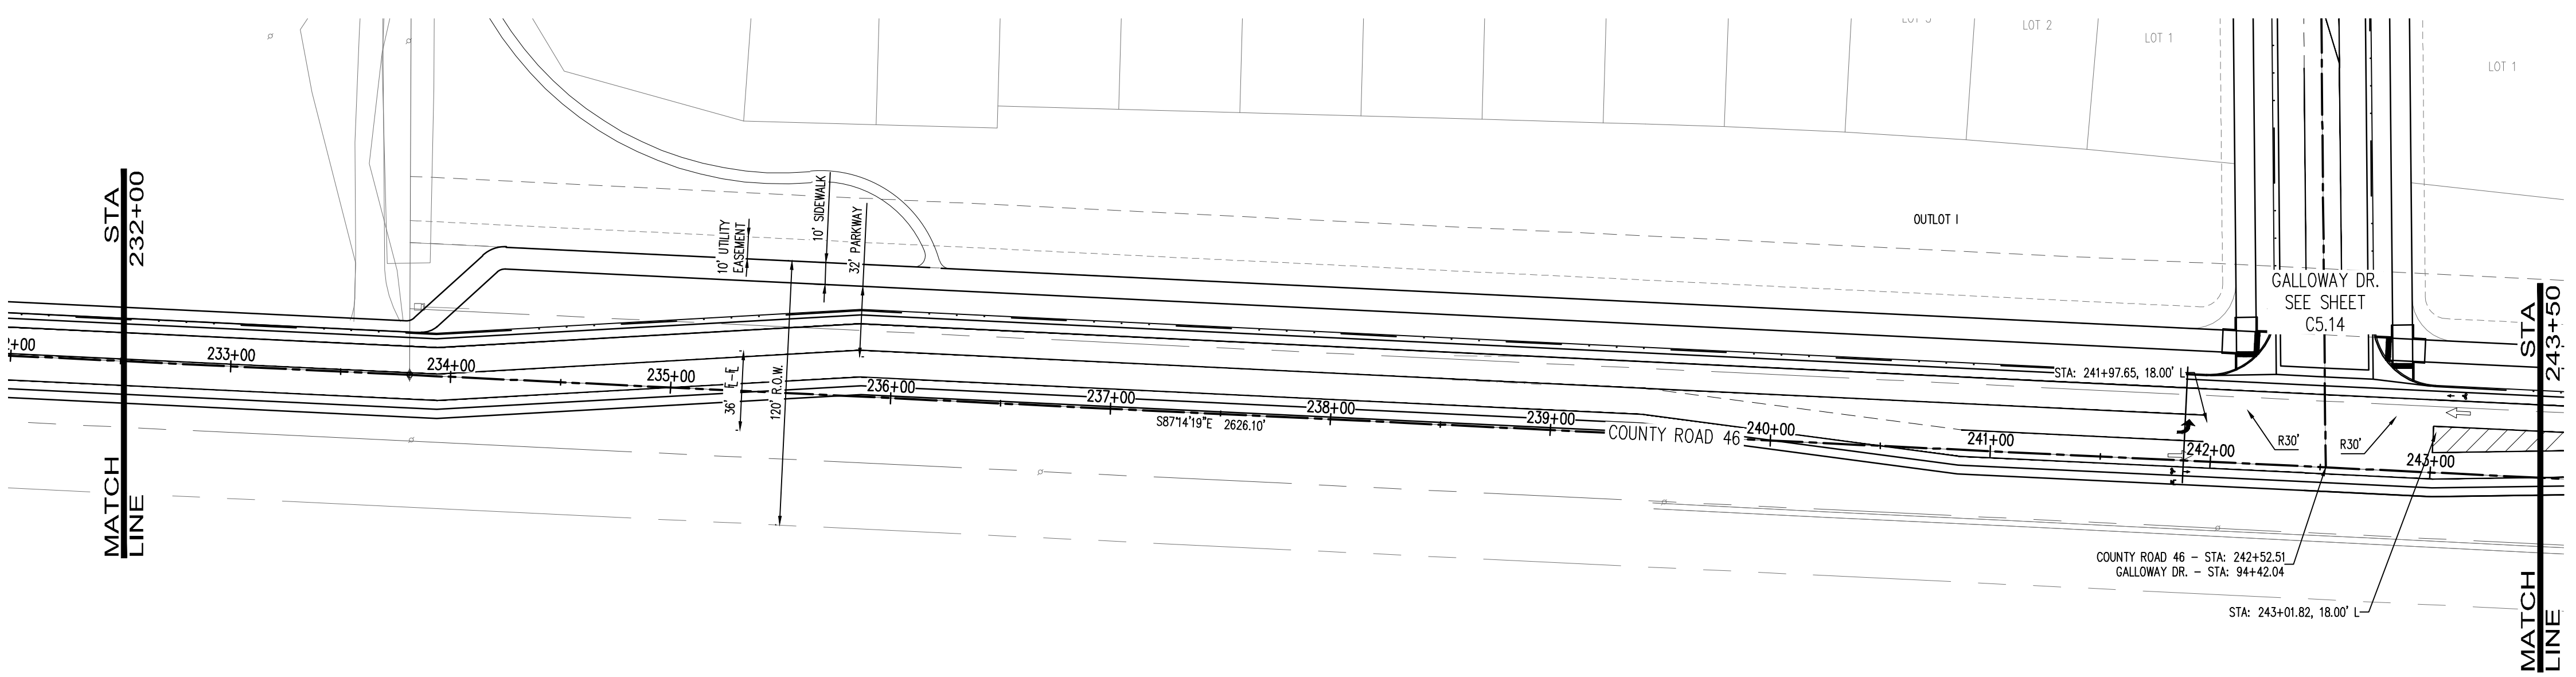 LOT 2
LOT 1
LOT 1
STA
232+00
10' SIDEWALK
32' PARKWAY
10' UTILITY
EASEMENT
OUTLOT I
GALLOWAY DR.
SEE SHEET
C5.14
STA
243+50
233+00
234+00
235+00
236+00
237+00
238+00
239+00
240+00
241+00
242+00
243+00
36' E-E
120' R.O.W.
S87°14'19"E 2626.10'
COUNTY ROAD 46
STA: 241+97.65, 18.00' L
R30'
R30'
MATCH
LINE
COUNTY ROAD 46 - STA: 242+52.51
GALLOWAY DR. - STA: 94+42.04
STA: 243+01.82, 18.00' L
MATCH
LINE